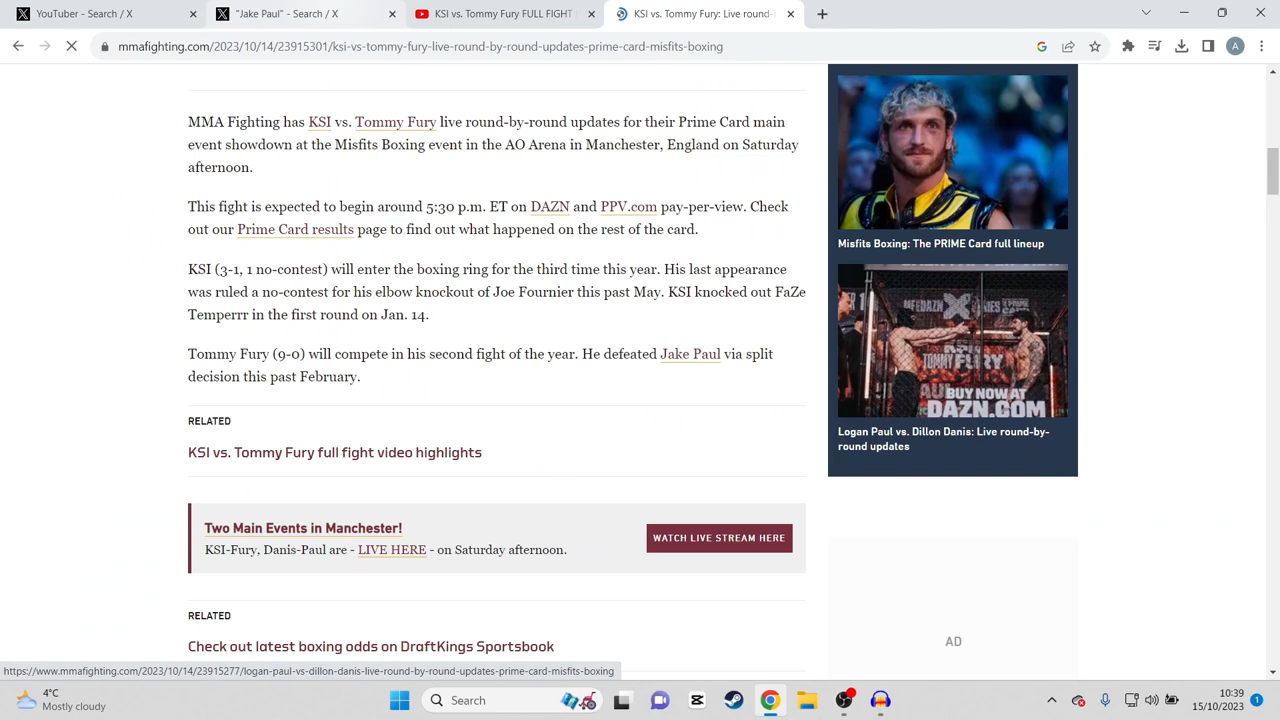 YouTuber - Search / X
"Jake Paul" - Search / X
KSI vs. Tommy Fury FULL FIGHT
KSI vs. Tommy Fury: Live round-
mmafighting.com/2023/10/14/23915301/ksi-vs-tommy-fury-live-round-by-round-updates-prime-card-misfits-boxing
A
MMA Fighting has KSI vs. Tommy Fury live round-by-round updates for their Prime Card main
event showdown at the Misfits Boxing event in the AO Arena in Manchester, England on Saturday
afternoon.
This fight is expected to begin around 5:30 p.m. ET on DAZN and PPV.com pay-per-view. Check
out our Prime Card results page to find out what happened on the rest of the card.
KSI (3-1, 1 no-contest) will enter the boxing ring for the third time this year. His last appearance
was ruled a no-contest for his elbow knockout of Joe Fournier this past May. KSI knocked out FaZe
Temperrr in the first round on Jan. 14.
Tommy Fury (9-0) will compete in his second fight of the year. He defeated Jake Paul via split
decision this past February.
RELATED
KSI vs. Tommy Fury full fight video highlights
Two Main Events in Manchester!
KSI-Fury, Danis-Paul are - LIVE HERE - on Saturday afternoon.
WATCH LIVE STREAM HERE
RELATED
Check out latest boxing odds on DraftKings Sportsbook
Misfits Boxing: The PRIME Card full lineup
TOMMY FURY
BUY NOW AT
DAZN.COM
Logan Paul vs. Dillon Danis: Live round-by-
round updates
AD
https://www.mmafighting.com/2023/10/14/23915277/logan-paul-vs-dillon-danis-live-round-by-round-updates-prime-card-misfits-boxing
4°C
Mostly cloudy
Search
10:39
15/10/2023
1